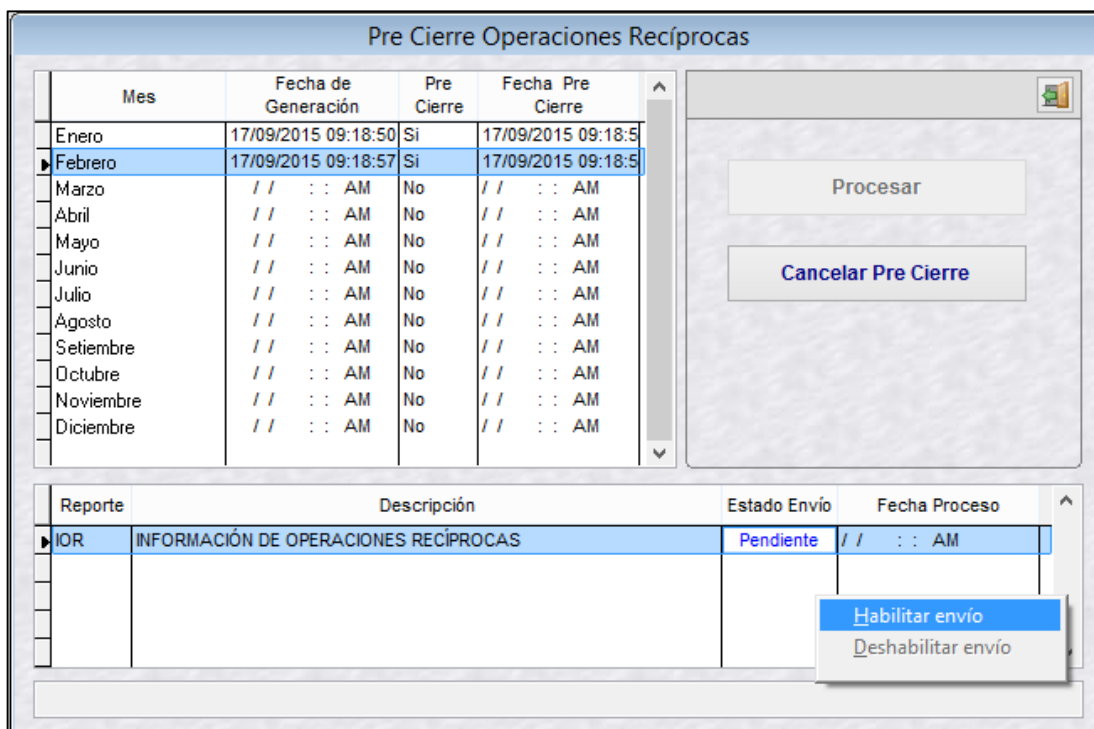 Pre Cierre Operaciones Recíprocas
Mes Fecha de Generación Pre Cierre Fecha Pre Cierre
Enero 17/09/2015 09:18:50 Si 17/09/2015 09:18:5
Febrero 17/09/2015 09:18:57 Si 17/09/2015 09:18:5
Marzo / / : : AM No / / : : AM
Abril / / : : AM No / / : : AM
Mayo / / : : AM No / / : : AM
Junio / / : : AM No / / : : AM
Julio / / : : AM No / / : : AM
Agosto / / : : AM No / / : : AM
Setiembre / / : : AM No / / : : AM
Octubre / / : : AM No / / : : AM
Noviembre / / : : AM No / / : : AM
Diciembre / / : : AM No / / : : AM
Procesar
Cancelar Pre Cierre
Reporte Descripción Estado Envío Fecha Proceso
IOR INFORMACIÓN DE OPERACIONES RECÍPROCAS Pendiente / / : : AM
Habilitar envío
Deshabilitar envío